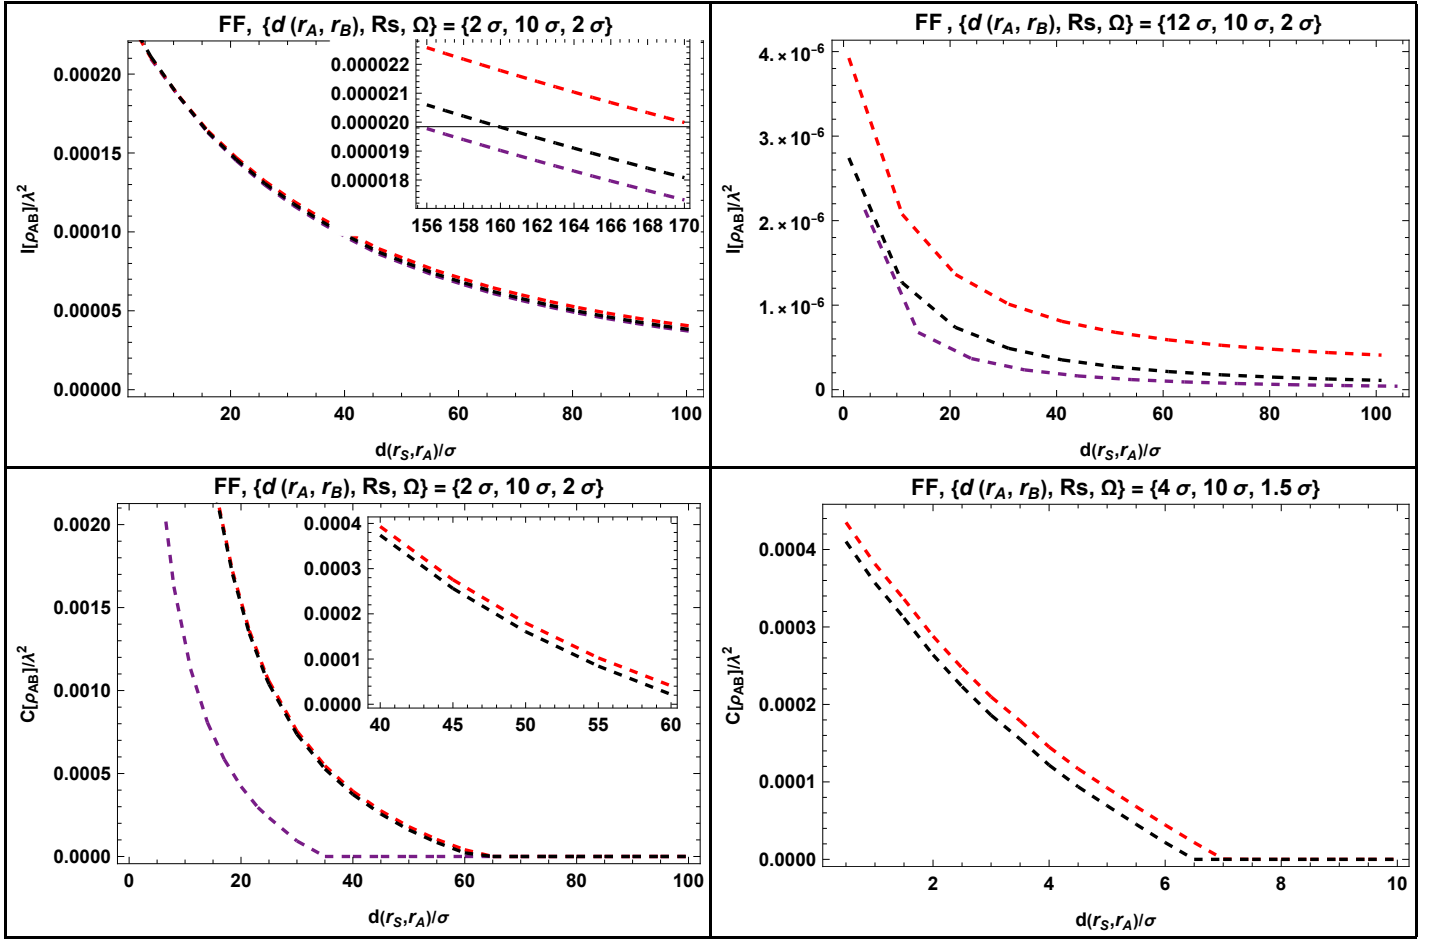 FF, {d (r_A, r_B), Rs, Ω} = {2 σ, 10 σ, 2 σ}
I[ρ_AB]/λ²
0.00020
0.00015
0.00010
0.00005
0.00000
20 40 60 80 100
d(r_S,r_A)/σ
0.000022
0.000021
0.000020
0.000019
0.000018
156 158 160 162 164 166 168 170
FF, {d (r_A, r_B), Rs, Ω} = {12 σ, 10 σ, 2 σ}
I[ρ_AB]/λ²
4. × 10⁻⁶
3. × 10⁻⁶
2. × 10⁻⁶
1. × 10⁻⁶
0
0 20 40 60 80 100
d(r_S,r_A)/σ
FF, {d (r_A, r_B), Rs, Ω} = {2 σ, 10 σ, 2 σ}
C[ρ_AB]/λ²
0.0020
0.0015
0.0010
0.0005
0.0000
0 20 40 60 80 100
d(r_S,r_A)/σ
0.0004
0.0003
0.0002
0.0001
0.0000
40 45 50 55 60
FF, {d (r_A, r_B), Rs, Ω} = {4 σ, 10 σ, 1.5 σ}
C[ρ_AB]/λ²
0.0004
0.0003
0.0002
0.0001
0.0000
2 4 6 8 10
d(r_S,r_A)/σ